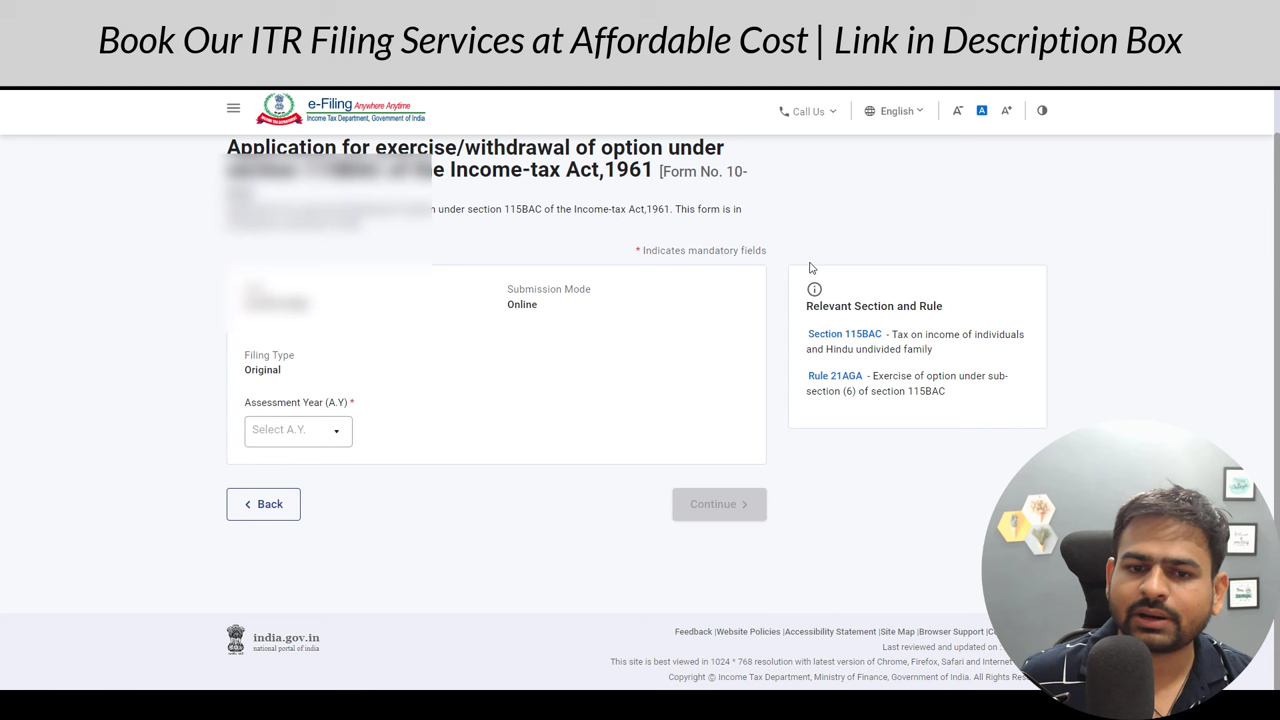 Book Our ITR Filing Services at Affordable Cost | Link in Description Box
e-Filing Anywhere Anytime
Income Tax Department, Government of India
Call Us
English
A-
A
A+
Application for exercise/withdrawal of option under
the Income-tax Act,1961 [Form No. 10-
under section 115BAC of the Income-tax Act,1961. This form is in
* Indicates mandatory fields
Submission Mode
Online
Filing Type
Original
Assessment Year (A.Y) *
Select A.Y.
Relevant Section and Rule
Section 115BAC - Tax on income of individuals
and Hindu undivided family
Rule 21AGA - Exercise of option under sub-
section (6) of section 115BAC
Back
Continue
india.gov.in
national portal of india
Feedback |Website Policies |Accessibility Statement |Site Map |Browser Support |
Last reviewed and updated on :
This site is best viewed in 1024 * 768 resolution with latest version of Chrome, Firefox, Safari and Internet
Copyright © Income Tax Department, Ministry of Finance, Government of India. All Rights